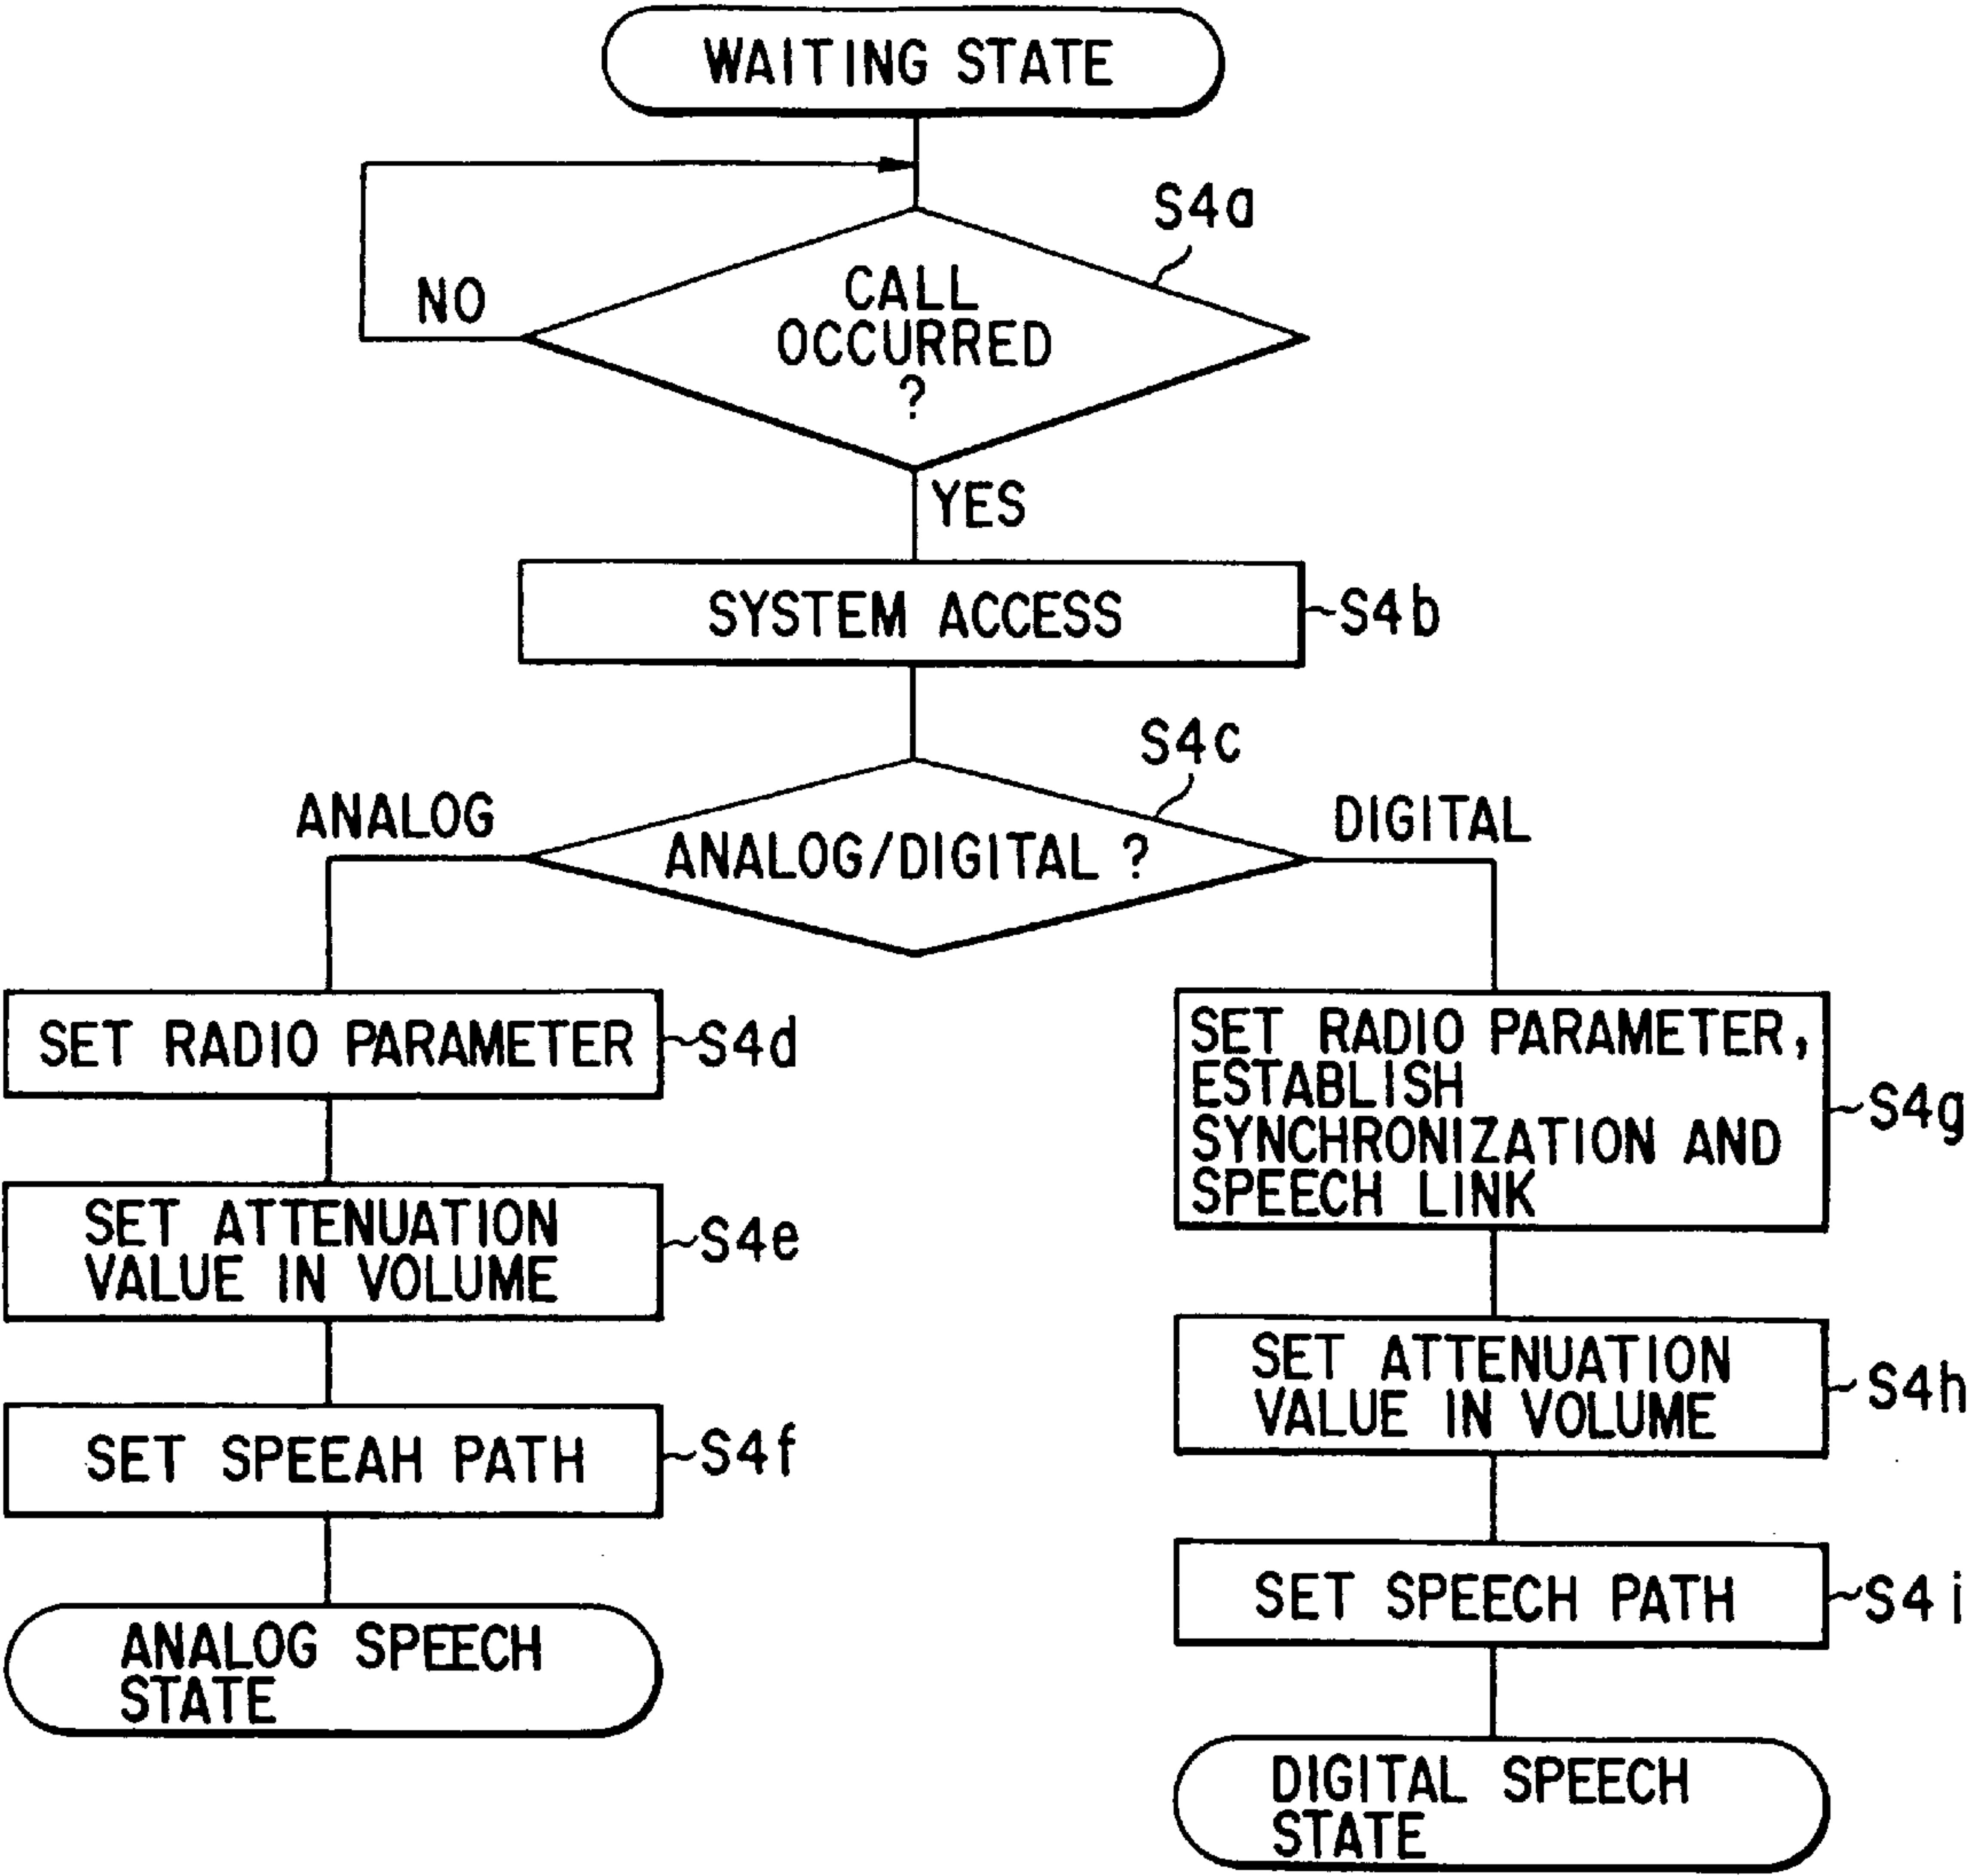 WAITING STATE
S4a
CALL
OCCURRED
?
NO
YES
SYSTEM ACCESS
S4b
S4c
ANALOG
DIGITAL
ANALOG/DIGITAL ?
SET RADIO PARAMETER
S4d
SET ATTENUATION
VALUE IN VOLUME
S4e
SET SPEEAH PATH
S4f
ANALOG SPEECH
STATE
SET RADIO PARAMETER,
ESTABLISH
SYNCHRONIZATION AND
SPEECH LINK
S4g
SET ATTENUATION
VALUE IN VOLUME
S4h
SET SPEECH PATH
S4i
DIGITAL SPEECH
STATE